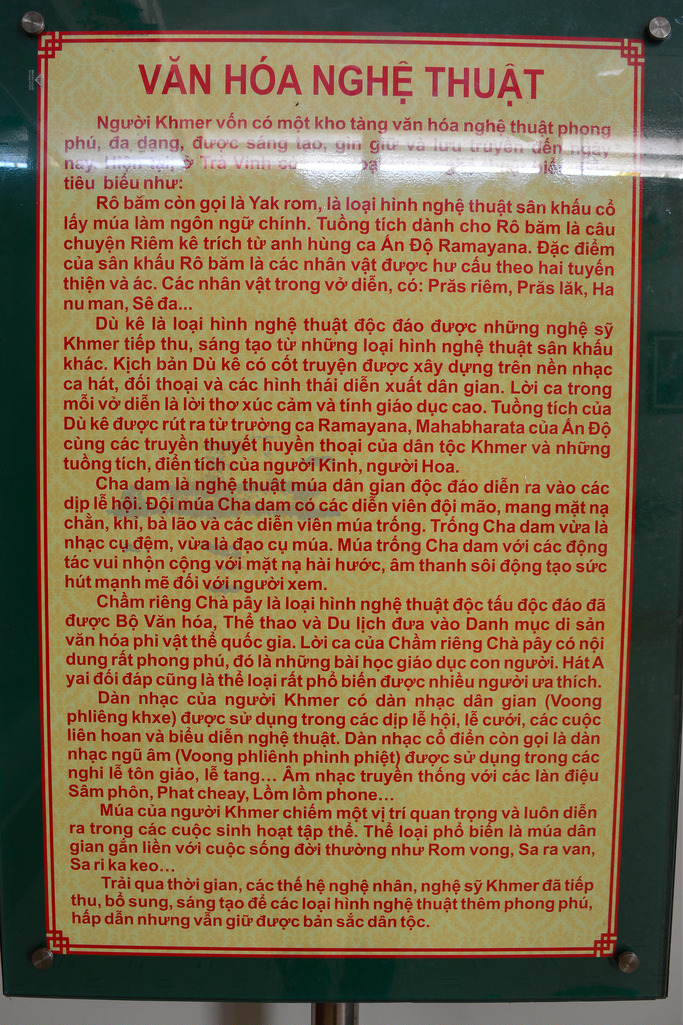 VĂN HÓA NGHỆ THUẬT
Người Khmer vốn có một kho tàng văn hóa nghệ thuật phong
phú, đa dạng, được sáng tạo, gìn giữ và lưu truyền đến ngày
nay. Hiện tại, ở Trà Vinh
tiêu biểu như:
Rô băm còn gọi là Yak rom, là loại hình nghệ thuật sân khấu cổ
lấy múa làm ngôn ngữ chính. Tuồng tích dành cho Rô băm là câu
chuyện Riêm kê trích từ anh hùng ca Ấn Độ Ramayana. Đặc điểm
của sân khấu Rô băm là các nhân vật được hư cấu theo hai tuyến
thiện và ác. Các nhân vật trong vở diễn, có: Prăs riêm, Prăs lăk, Ha
nu man, Sê đa...
Dù kê là loại hình nghệ thuật độc đáo được những nghệ sỹ
Khmer tiếp thu, sáng tạo từ những loại hình nghệ thuật sân khấu
khác. Kịch bản Dù kê có cốt truyện được xây dựng trên nền nhạc
ca hát, đối thoại và các hình thái diễn xuất dân gian. Lời ca trong
mỗi vở diễn là lời thơ xúc cảm và tính giáo dục cao. Tuồng tích của
Dù kê được rút ra từ trường ca Ramayana, Mahabharata của Ấn Độ
cùng các truyền thuyết huyền thoại của dân tộc Khmer và những
tuồng tích, điển tích của người Kinh, người Hoa.
Cha dam là nghệ thuật múa dân gian độc đáo diễn ra vào các
dịp lễ hội. Đội múa Cha dam có các diễn viên đội mão, mang mặt nạ
chằn, khỉ, bà lão và các diễn viên múa trống. Trống Cha dam vừa là
nhạc cụ đệm, vừa là đạo cụ múa. Múa trống Cha dam với các động
tác vui nhộn cộng với mặt nạ hài hước, âm thanh sôi động tạo sức
hút mạnh mẽ đối với người xem.
Chầm riêng Chà pây là loại hình nghệ thuật độc tấu độc đáo đã
được Bộ Văn hóa, Thể thao và Du lịch đưa vào Danh mục di sản
văn hóa phi vật thể quốc gia. Lời ca của Chầm riêng Chà pây có nội
dung rất phong phú, đó là những bài học giáo dục con người. Hát A
yai đối đáp cũng là thể loại rất phổ biến được nhiều người ưa thích.
Dàn nhạc của người Khmer có dàn nhạc dân gian (Voong
phliêng khxe) được sử dụng trong các dịp lễ hội, lễ cưới, các cuộc
liên hoan và biểu diễn nghệ thuật. Dàn nhạc cổ điển còn gọi là dàn
nhạc ngũ âm (Voong phliênh phinh phiệt) được sử dụng trong các
nghi lễ tôn giáo, lễ tang... Âm nhạc truyền thống với các làn điệu
Sâm phôn, Phat cheay, Lồm lồm phone...
Múa của người Khmer chiếm một vị trí quan trọng và luôn diễn
ra trong các cuộc sinh hoạt tập thể. Thể loại phổ biến là múa dân
gian gắn liền với cuộc sống đời thường như Rom vong, Sa ra van,
Sa ri ka keo...
Trải qua thời gian, các thế hệ nghệ nhân, nghệ sỹ Khmer đã tiếp
thu, bổ sung, sáng tạo để các loại hình nghệ thuật thêm phong phú,
hấp dẫn nhưng vẫn giữ được bản sắc dân tộc.